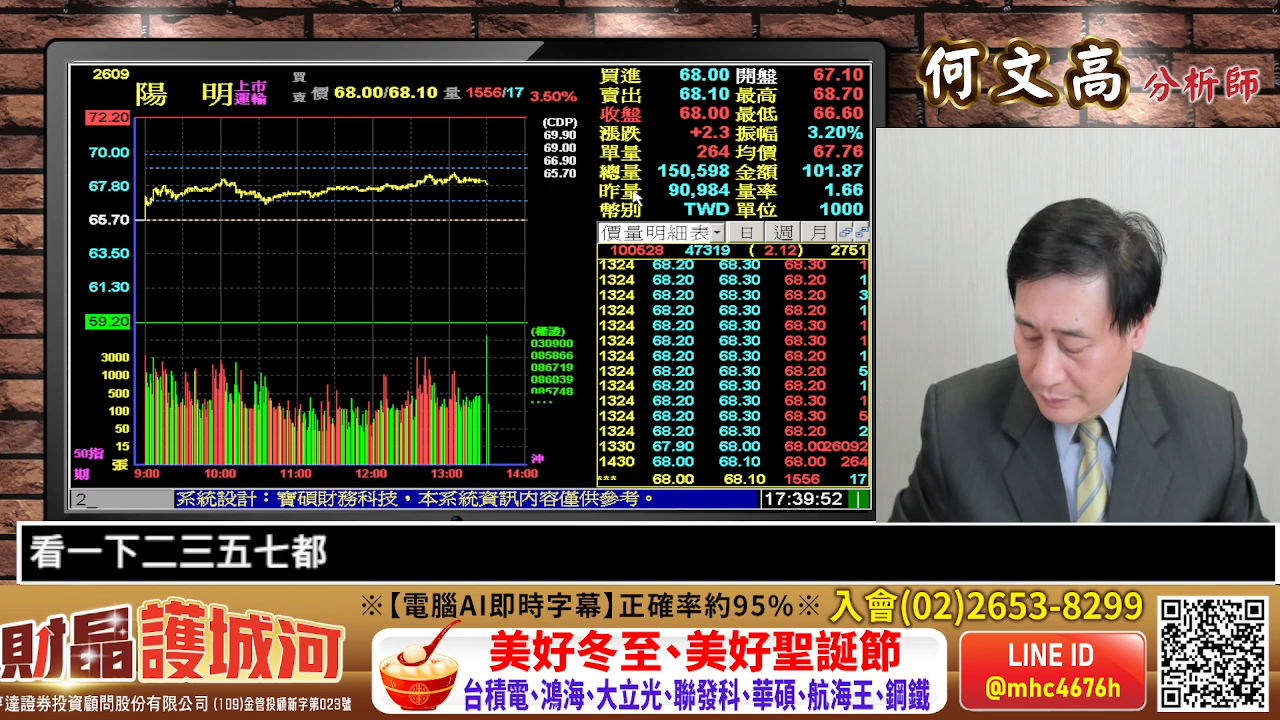 何文高 分析師
2609
陽 明 上市 運輸 買賣價 68.00/68.10 量 1556/17 3.50%
72.20
70.00
67.80
65.70
63.50
61.30
59.20
3000
1000
500
100
50
15
張
50指期
9:00 10:00 11:00 12:00 13:00 14:00
(CDP)
69.90
69.00
66.90
65.70
(權證)
030900
085866
086719
086039
085748
沖
買進 68.00 開盤 67.10
賣出 68.10 最高 68.70
收盤 68.00 最低 66.60
漲跌 +2.3 振幅 3.20%
單量 264 均價 67.76
總量 150,598 金額 101.87
昨量 90,984 量率 1.66
幣別 TWD 單位 1000
價量明細表 日 週 月
100528 47319 ( 2.12) 2751
1324 68.20 68.30 68.30 1
1324 68.20 68.30 68.20 1
1324 68.20 68.30 68.20 3
1324 68.20 68.30 68.20 1
1324 68.20 68.30 68.30 1
1324 68.20 68.30 68.30 1
1324 68.20 68.30 68.20 1
1324 68.20 68.30 68.20 5
1324 68.20 68.30 68.20 1
1324 68.20 68.30 68.30 1
1324 68.20 68.30 68.30 5
1324 68.20 68.30 68.20 2
1330 67.90 68.00 68.00 26092
1430 68.00 68.10 68.00 264
*** 68.00 68.10 1556 17
2_ 系統設計：寶碩財務科技，本系統資訊內容僅供參考。 17:39:52
看一下二三五七都
※【電腦AI即時字幕】正確率約95%※ 入會(02)2653-8299
財晶護城河
美好冬至、美好聖誕節
台積電、鴻海、大立光、聯發科、華碩、航海王、鋼鐵
LINE ID
@mhc4676h
亨達證券投資顧問股份有限公司 (109)金管投顧新字第023號